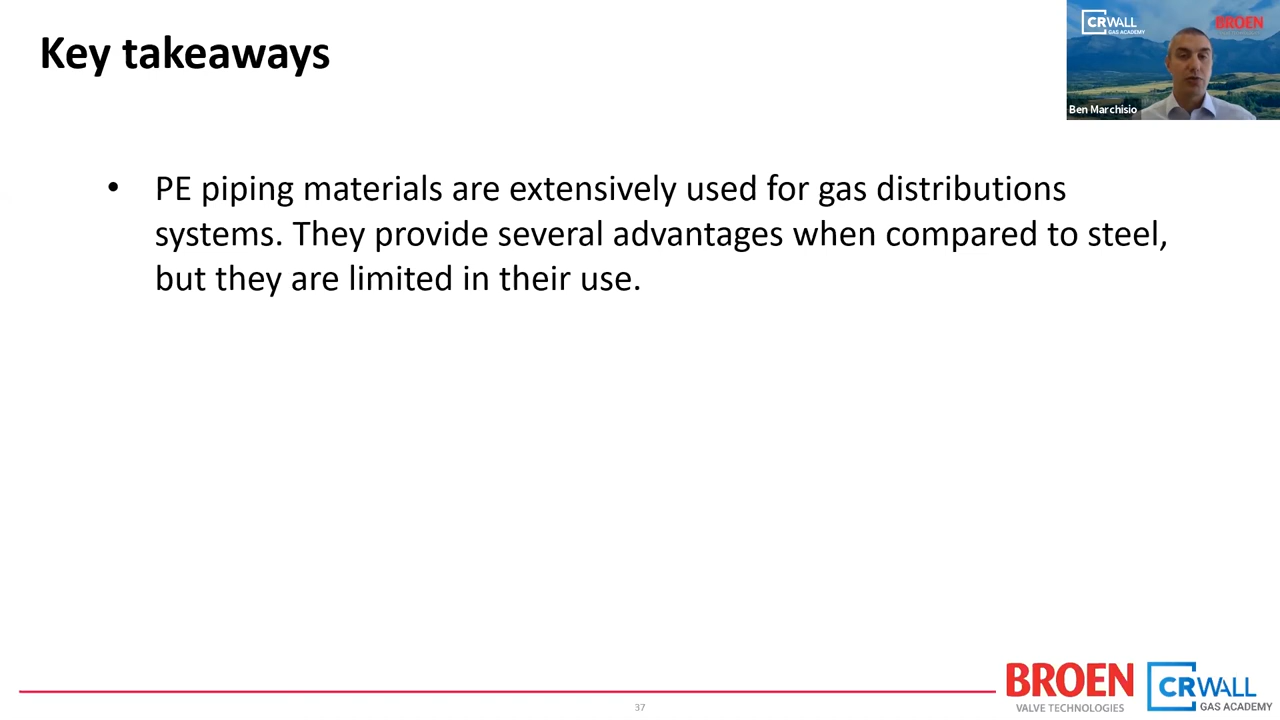 Key takeaways
CRWALL
GAS ACADEMY
BROEN
Ben Marchisio
• PE piping materials are extensively used for gas distributions
systems. They provide several advantages when compared to steel,
but they are limited in their use.
37
BROEN
VALVE TECHNOLOGIES
CRWALL
GAS ACADEMY